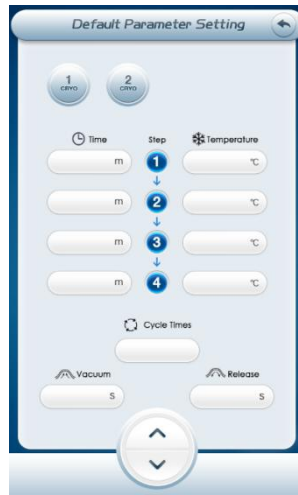 Default Parameter Setting
1 2
CRYO CRYO
Time Step Temperature
m 1 ℃
m 2 ℃
m 3 ℃
m 4 ℃
Cycle Times
Vacuum Release
S S